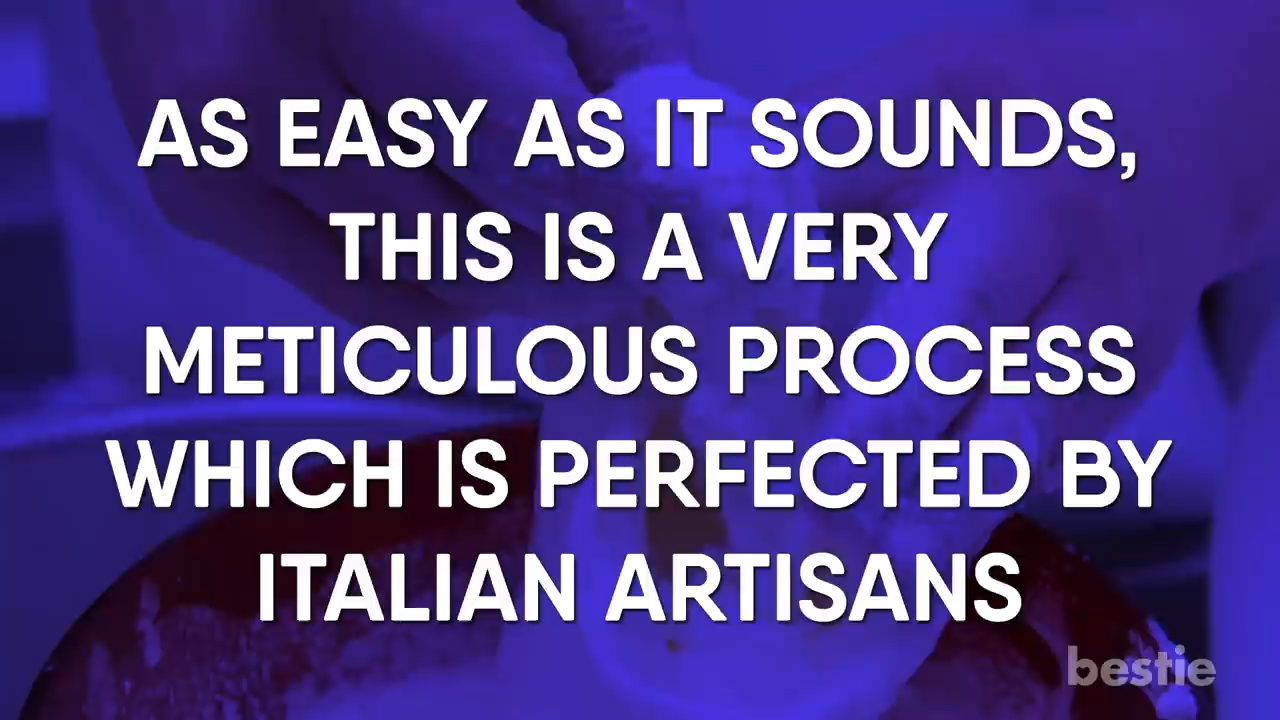 AS EASY AS IT SOUNDS,
THIS IS A VERY
METICULOUS PROCESS
WHICH IS PERFECTED BY
ITALIAN ARTISANS
bestie